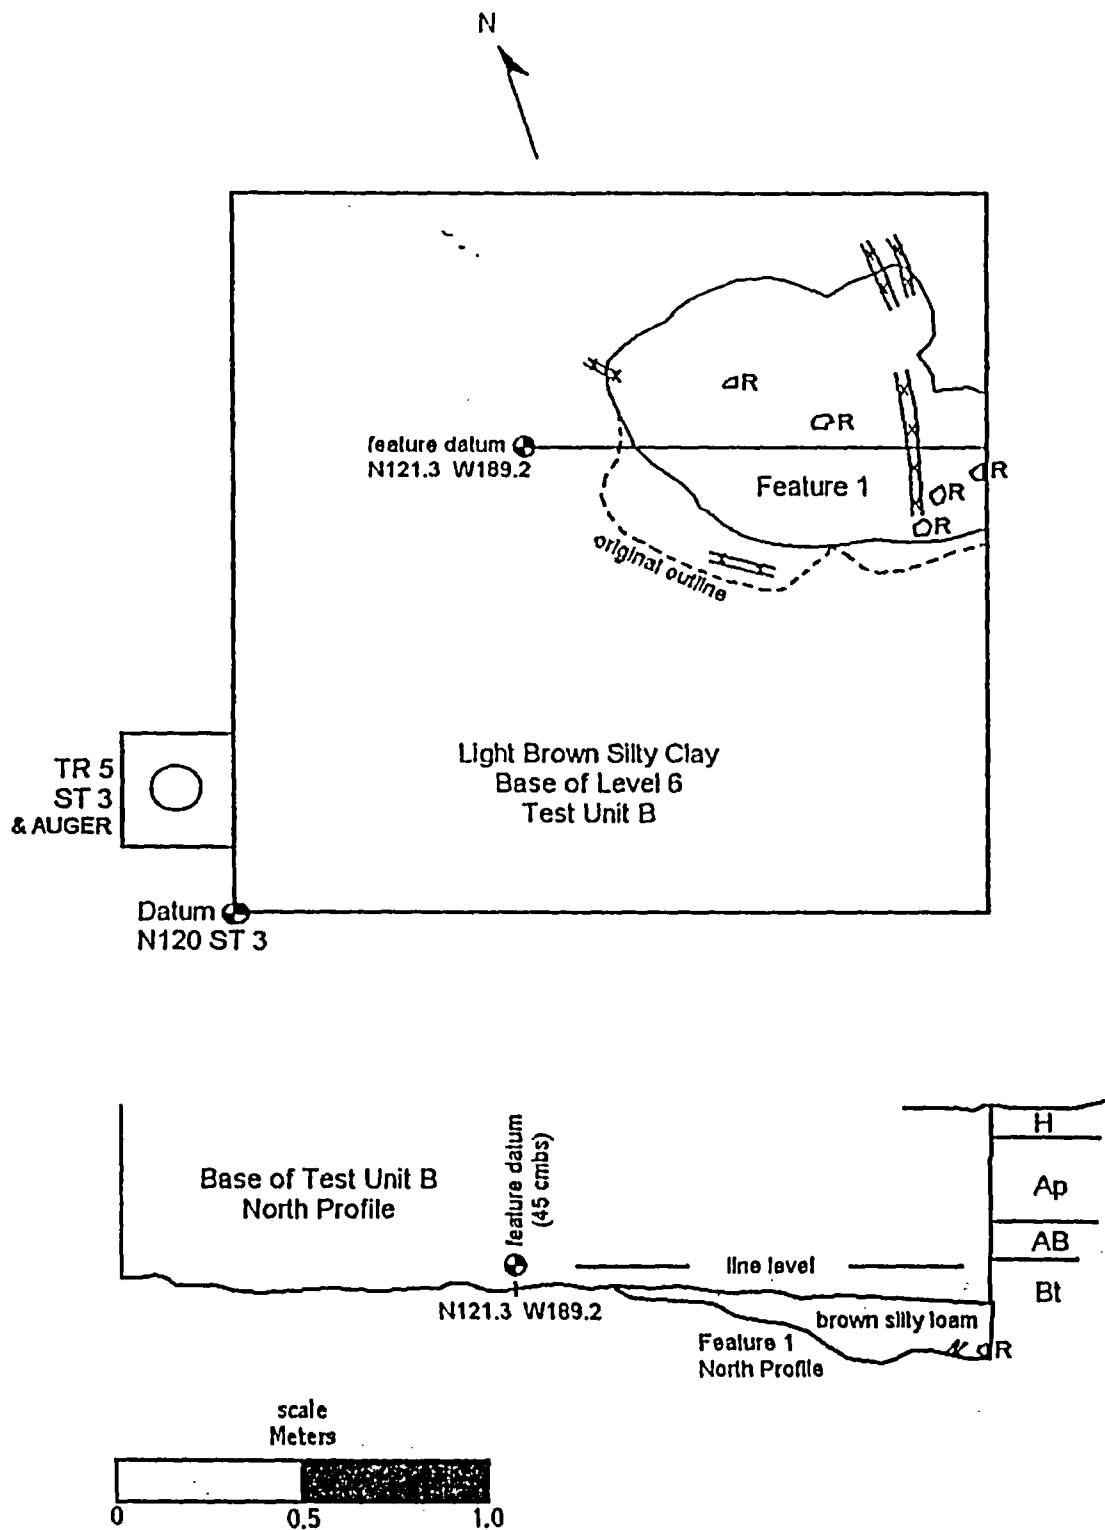 N
R
R
feature datum
N121.3 W189.2
R
Feature 1
R
R
original outline
Light Brown Silty Clay
Base of Level 6
Test Unit B
TR 5
ST 3
& AUGER
Datum
N120 ST 3
H
Base of Test Unit B
North Profile
feature datum
(45 cmbs)
Ap
AB
line level
Bt
N121.3 W189.2
brown silly loam
Feature 1
North Profile
R
scale
Meters
0
0.5
1.0